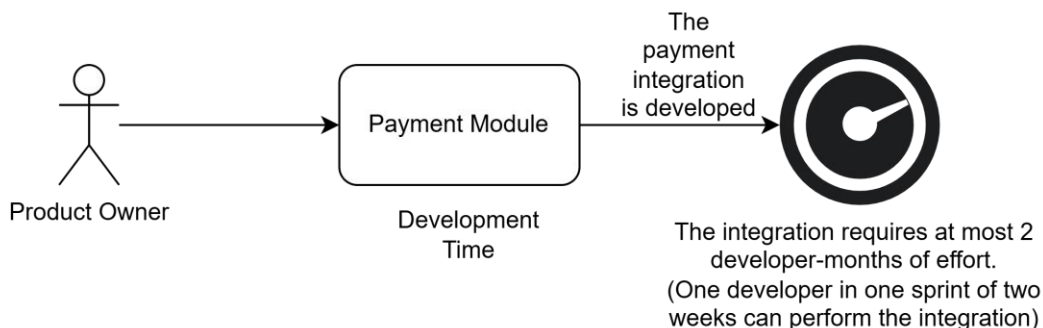 The
payment
integration
is developed
Payment Module
Product Owner
Development
Time
The integration requires at most 2
developer-months of effort.
(One developer in one sprint of two
weeks can perform the integration)